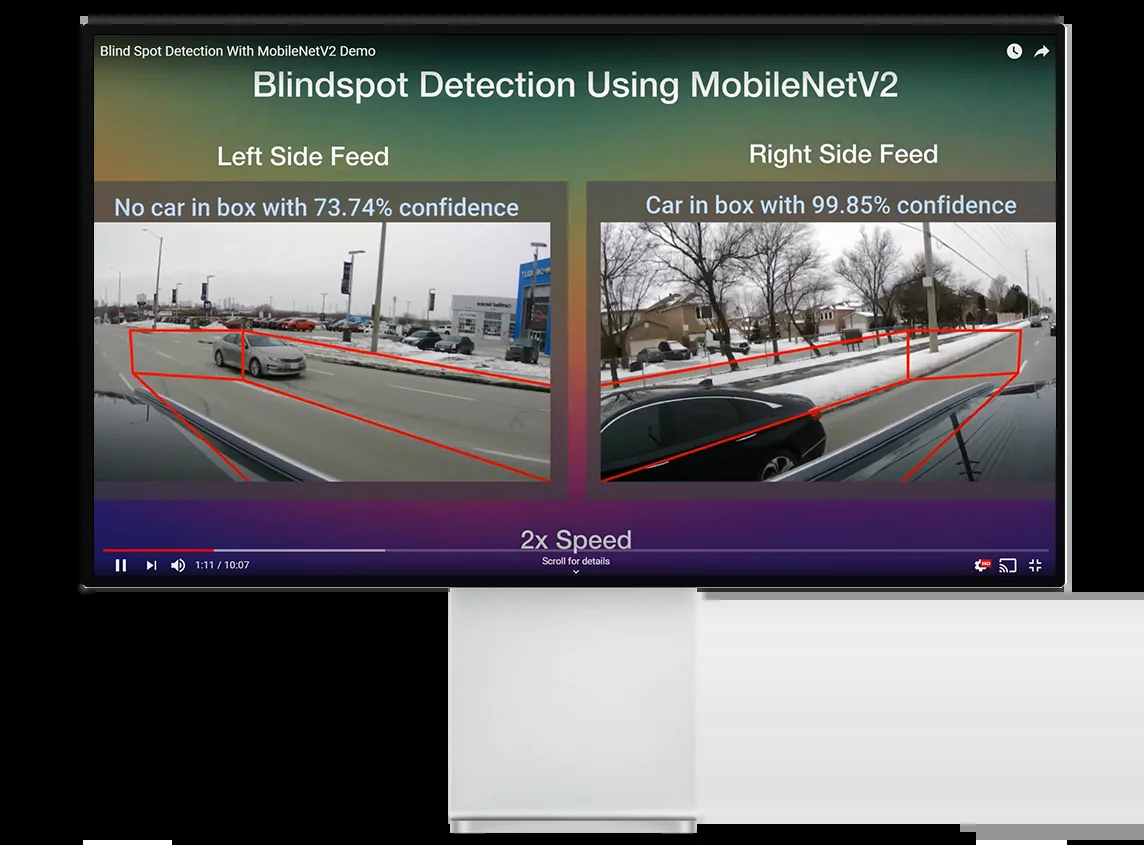 Blind Spot Detection With MobileNetV2 Demo
Blindspot Detection Using MobileNetV2
Left Side Feed
Right Side Feed
No car in box with 73.74% confidence
Car in box with 99.85% confidence
2x Speed
Scroll for details
1:11 / 10:07
HD